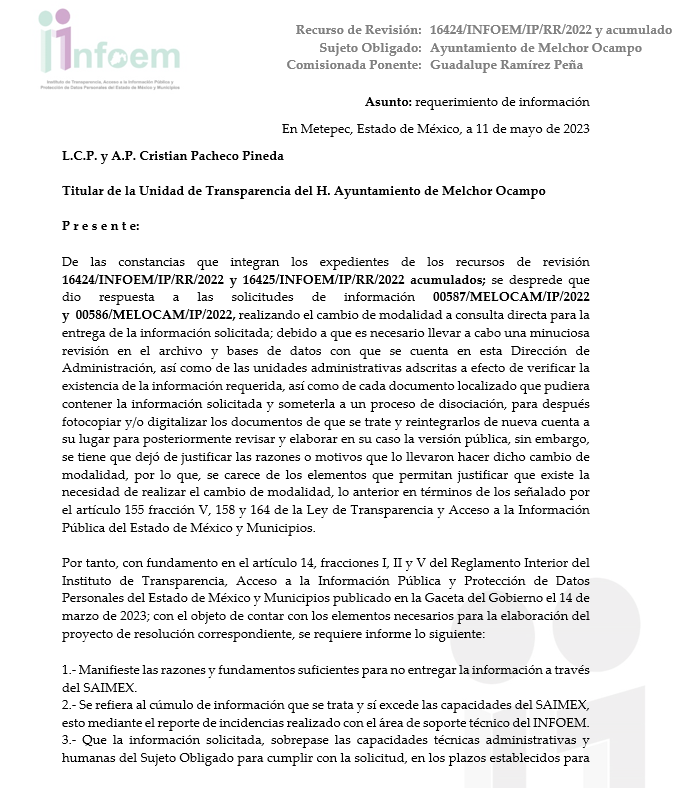 infoem
Instituto de Transparencia, Acceso a la Información Pública y
Protección de Datos Personales del Estado de México y Municipios
Recurso de Revisión: 16424/INFOEM/IP/RR/2022 y acumulado
Sujeto Obligado: Ayuntamiento de Melchor Ocampo
Comisionada Ponente: Guadalupe Ramírez Peña
Asunto: requerimiento de información
En Metepec, Estado de México, a 11 de mayo de 2023
L.C.P. y A.P. Cristian Pacheco Pineda
Titular de la Unidad de Transparencia del H. Ayuntamiento de Melchor Ocampo
P r e s e n t e:
De las constancias que integran los expedientes de los recursos de revisión
16424/INFOEM/IP/RR/2022 y 16425/INFOEM/IP/RR/2022 acumulados; se desprede que
dio respuesta a las solicitudes de información 00587/MELOCAM/IP/2022
y 00586/MELOCAM/IP/2022, realizando el cambio de modalidad a consulta directa para la
entrega de la información solicitada; debido a que es necesario llevar a cabo una minuciosa
revisión en el archivo y bases de datos con que se cuenta en esta Dirección de
Administración, así como de las unidades administrativas adscritas a efecto de verificar la
existencia de la información requerida, así como de cada documento localizado que pudiera
contener la información solicitada y someterla a un proceso de disociación, para después
fotocopiar y/o digitalizar los documentos de que se trate y reintegrarlos de nueva cuenta a
su lugar para posteriormente revisar y elaborar en su caso la versión pública, sin embargo,
se tiene que dejó de justificar las razones o motivos que lo llevaron hacer dicho cambio de
modalidad, por lo que, se carece de los elementos que permitan justificar que existe la
necesidad de realizar el cambio de modalidad, lo anterior en términos de los señalado por
el artículo 155 fracción V, 158 y 164 de la Ley de Transparencia y Acceso a la Información
Pública del Estado de México y Municipios.
Por tanto, con fundamento en el artículo 14, fracciones I, II y V del Reglamento Interior del
Instituto de Transparencia, Acceso a la Información Pública y Protección de Datos
Personales del Estado de México y Municipios publicado en la Gaceta del Gobierno el 14 de
marzo de 2023; con el objeto de contar con los elementos necesarios para la elaboración del
proyecto de resolución correspondiente, se requiere informe lo siguiente:
1.- Manifieste las razones y fundamentos suficientes para no entregar la información a través
del SAIMEX.
2.- Se refiera al cúmulo de información que se trata y sí excede las capacidades del SAIMEX,
esto mediante el reporte de incidencias realizado con el área de soporte técnico del INFOEM.
3.- Que la información solicitada, sobrepase las capacidades técnicas administrativas y
humanas del Sujeto Obligado para cumplir con la solicitud, en los plazos establecidos para